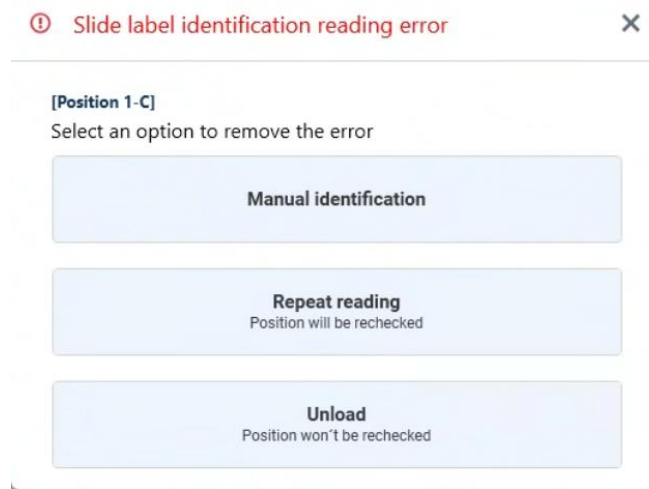 Slide label identification reading error
[Position 1-C]
Select an option to remove the error
Manual identification
Repeat reading
Position will be rechecked
Unload
Position won´t be rechecked